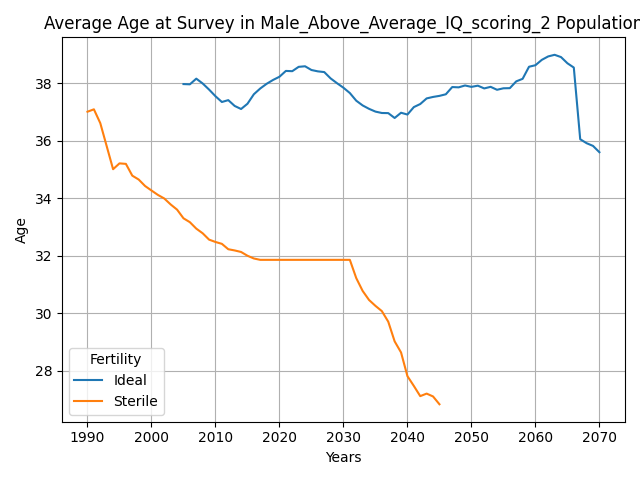 Average Age at Survey in Male_Above_Average_IQ_scoring_2 Population
Age
38
36
34
32
30
28
Fertility
Ideal
Sterile
1990 2000 2010 2020 2030 2040 2050 2060 2070
Years